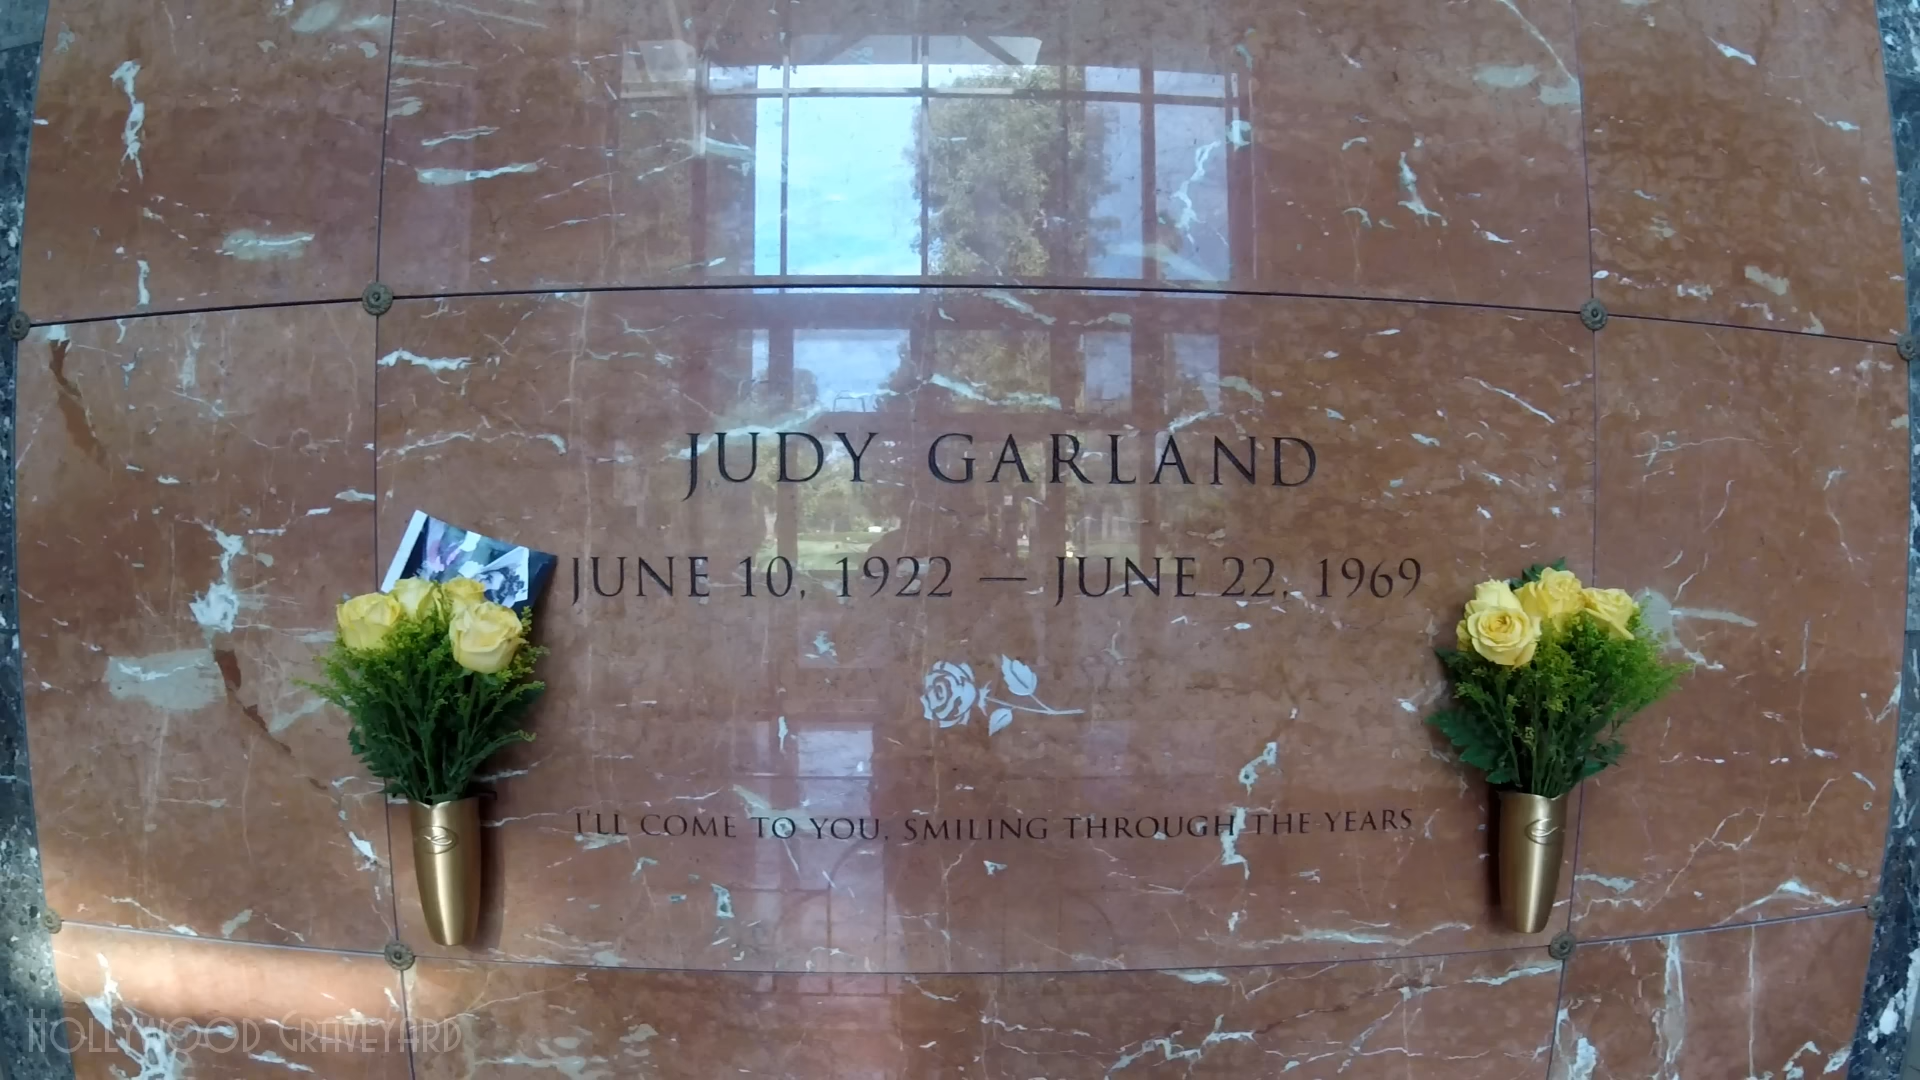 JUDY GARLAND
JUNE 10, 1922 — JUNE 22, 1969
I'LL COME TO YOU, SMILING THROUGH THE YEARS
HOLLYWOOD GRAVEYARD